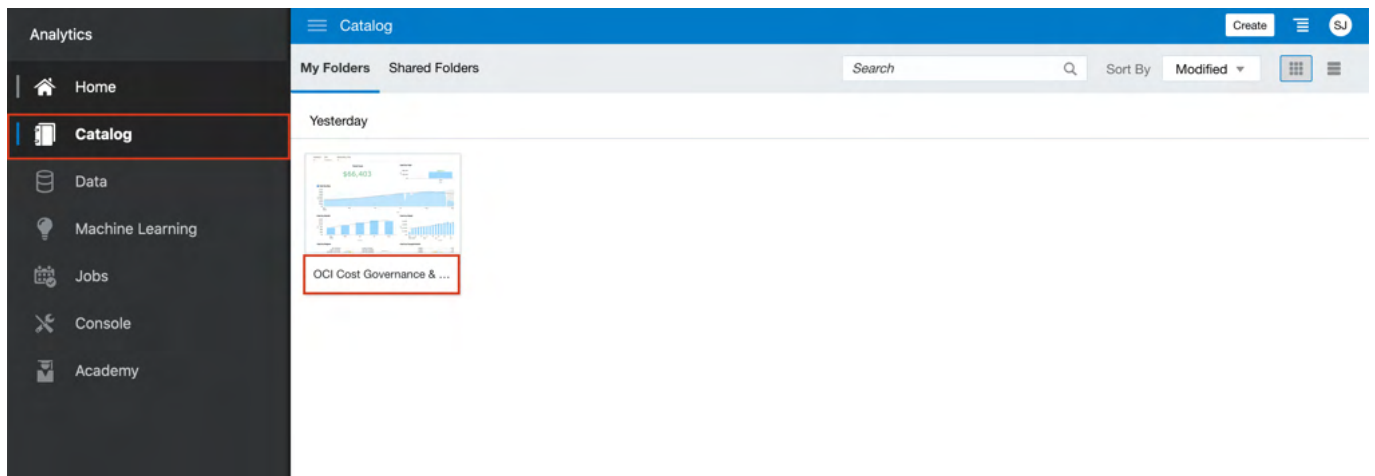 Analytics
Home
Catalog
Data
Machine Learning
Jobs
Console
Academy
Catalog
Create
SJ
My Folders Shared Folders
Search
Sort By Modified
Yesterday
$66,403
OCI Cost Governance & ...